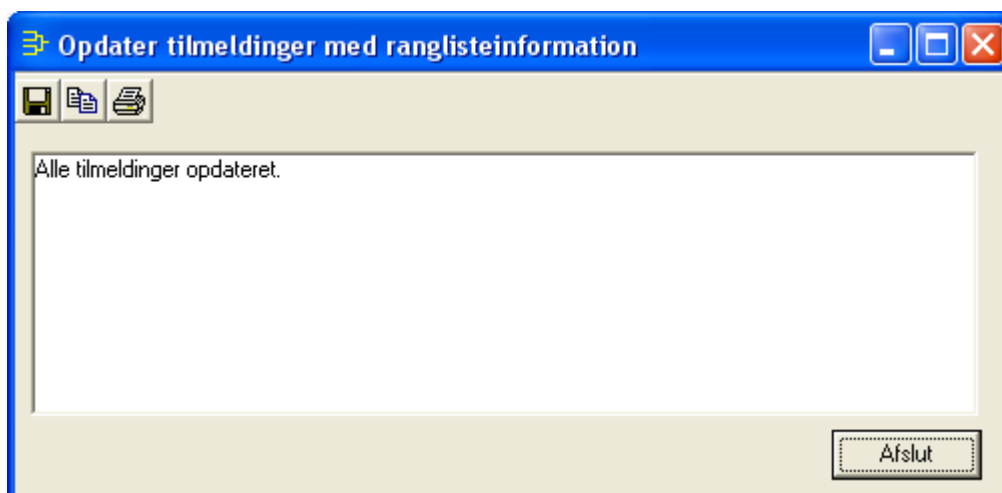 Opdater tilmeldinger med ranglisteinformation
Alle tilmeldinger opdateret.
Afslut